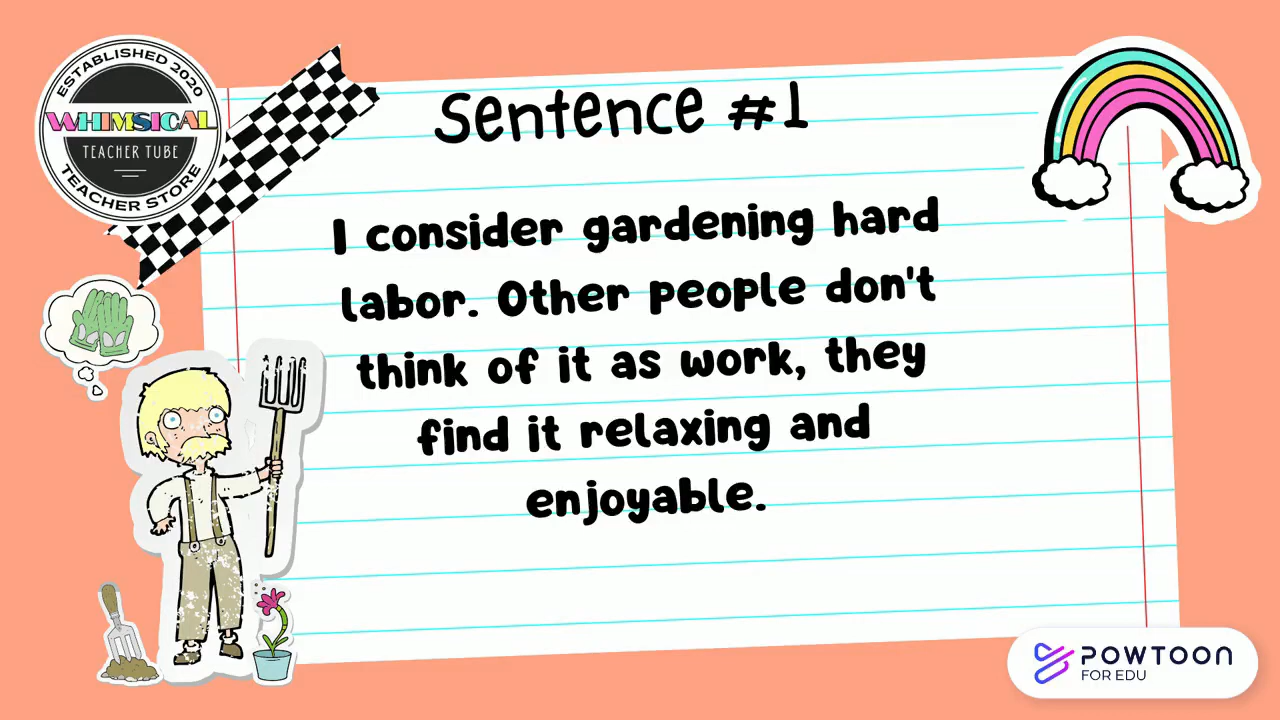 ESTABLISHED 2020
WHIMSICAL
TEACHER TUBE
TEACHER STORE
Sentence #1
I consider gardening hard
labor. Other people don't
think of it as work, they
find it relaxing and
enjoyable.
POWTOON
FOR EDU